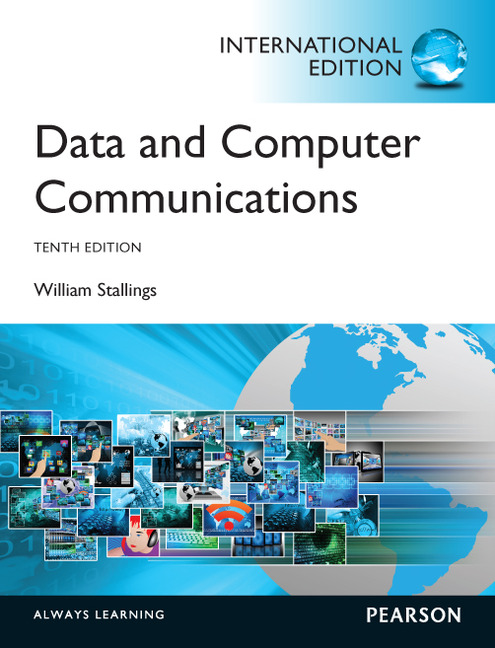 INTERNATIONAL
EDITION
Data and Computer
Communications
TENTH EDITION
William Stallings
ALWAYS LEARNING
PEARSON